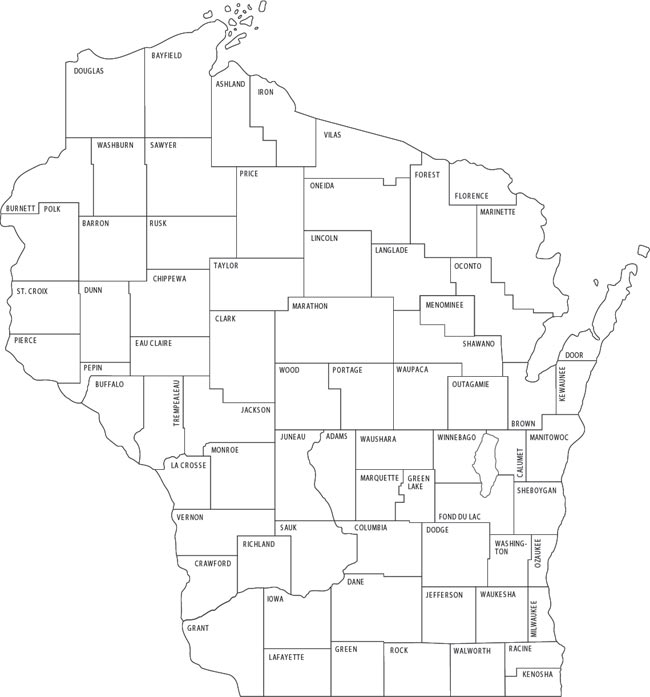 BAYFIELD
DOUGLAS
ASHLAND
IRON
VILAS
WASHBURN
SAWYER
PRICE
FOREST
ONEIDA
FLORENCE
BURNETT
POLK
MARINETTE
BARRON
RUSK
LINCOLN
LANGLADE
TAYLOR
OCONTO
CHIPPEWA
ST. CROIX
DUNN
MARATHON
MENOMINEE
CLARK
PIERCE
EAU CLAIRE
SHAWANO
DOOR
PEPIN
WOOD
PORTAGE
WAUPACA
KEWAUNEE
BUFFALO
TREMPEALEAU
OUTAGAMIE
JACKSON
BROWN
JUNEAU
ADAMS
WAUSHARA
WINNEBAGO
MANITOWOC
MONROE
CALUMET
LA CROSSE
MARQUETTE
GREEN
LAKE
SHEBOYGAN
VERNON
FOND DU LAC
SAUK
COLUMBIA
DODGE
RICHLAND
WASHING-
TON
OZAUKEE
CRAWFORD
DANE
IOWA
JEFFERSON
WAUKESHA
MILWAUKEE
GRANT
LAFAYETTE
GREEN
ROCK
WALWORTH
RACINE
KENOSHA